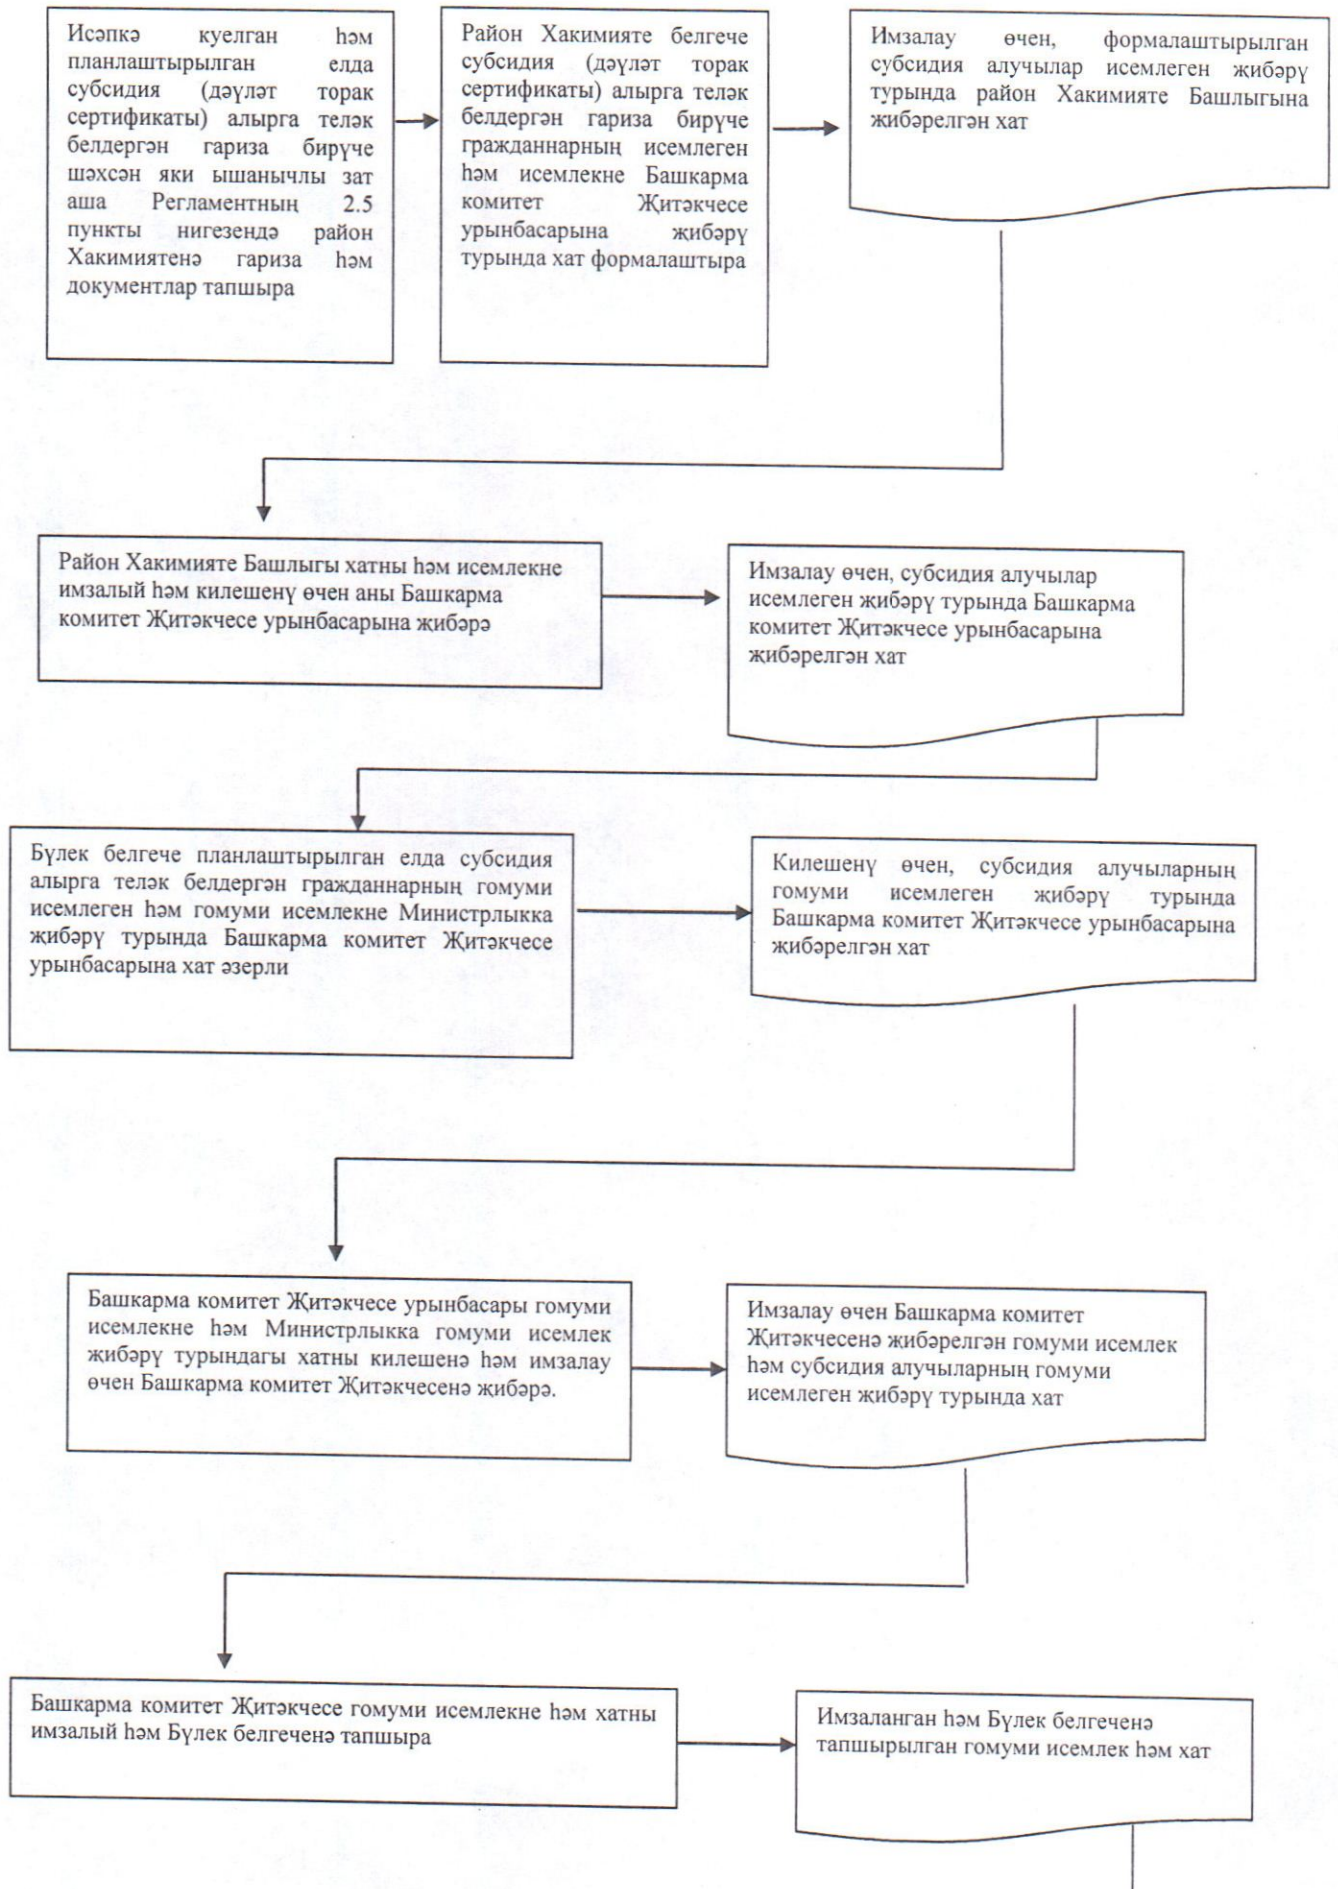 Исәпкә куелган һәм
планлаштырылган елда
субсидия (дәүләт торак
сертификаты) алырга теләк
белдергән гариза бирүче
шәхсән яки ышанычлы зат
аша Регламентның 2.5
пункты нигезендә район
Хакимиятенә гариза һәм
документлар тапшыра
Район Хакимияте белгече
субсидия (дәүләт торак
сертификаты) алырга теләк
белдергән гариза бирүче
гражданнарның исемлеген
һәм исемлекне Башкарма
комитет Җитәкчесе
урынбасарына җибәрү
турында хат формалаштыра
Имзалау өчен, формалаштырылган
субсидия алучылар исемлеген җибәрү
турында район Хакимияте Башлыгына
җибәрелгән хат
Район Хакимияте Башлыгы хатны һәм исемлекне
имзалый һәм килешенү өчен аны Башкарма
комитет Җитәкчесе урынбасарына җибәрә
Имзалау өчен, субсидия алучылар
исемлеген җибәрү турында Башкарма
комитет Җитәкчесе урынбасарына
җибәрелгән хат
Бүлек белгече планлаштырылган елда субсидия
алырга теләк белдергән гражданнарның гомуми
исемлеген һәм гомуми исемлекне Министрлыкка
җибәрү турында Башкарма комитет Җитәкчесе
урынбасарына хат әзерли
Килешенү өчен, субсидия алучыларның
гомуми исемлеген җибәрү турында
Башкарма комитет Җитәкчесе урынбасарына
җибәрелгән хат
Башкарма комитет Җитәкчесе урынбасары гомуми
исемлекне һәм Министрлыкка гомуми исемлек
җибәрү турындагы хатны килешенә һәм имзалау
өчен Башкарма комитет Җитәкчесенә җибәрә.
Имзалау өчен Башкарма комитет
Җитәкчесенә җибәрелгән гомуми исемлек
һәм субсидия алучыларның гомуми
исемлеген җибәрү турында хат
Башкарма комитет Җитәкчесе гомуми исемлекне һәм хатны
имзалый һәм Бүлек белгеченә тапшыра
Имзаланган һәм Бүлек белгеченә
тапшырылган гомуми исемлек һәм хат